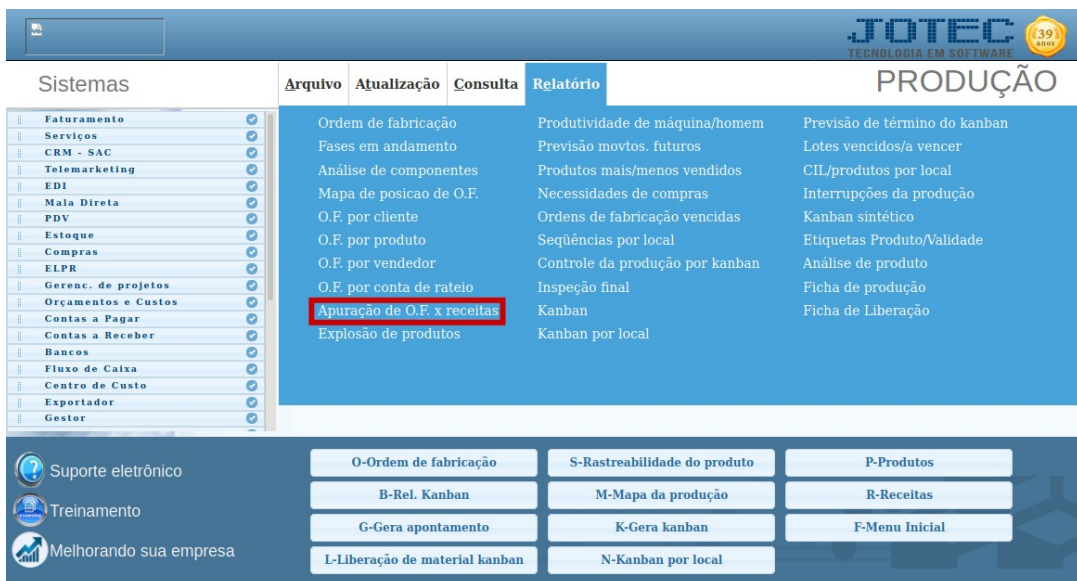 JOTEC
TECNOLOGIA EM SOFTWARE
39
anos
Sistemas
Arquivo Atualização Consulta Relatório
PRODUÇÃO
Faturamento
Serviços
CRM - SAC
Telemarketing
EDI
Mala Direta
PDV
Estoque
Compras
ELPR
Gerenc. de projetos
Orçamentos e Custos
Contas a Pagar
Contas a Receber
Bancos
Fluxo de Caixa
Centro de Custo
Exportador
Gestor
Ordem de fabricação
Fases em andamento
Análise de componentes
Mapa de posicao de O.F.
O.F. por cliente
O.F. por produto
O.F. por vendedor
O.F. por conta de rateio
Apuração de O.F. x receitas
Explosão de produtos
Produtividade de máquina/homem
Previsão movtos. futuros
Produtos mais/menos vendidos
Necessidades de compras
Ordens de fabricação vencidas
Seqüências por local
Controle da produção por kanban
Inspeção final
Kanban
Kanban por local
Previsão de término do kanban
Lotes vencidos/a vencer
CIL/produtos por local
Interrupções da produção
Kanban sintético
Etiquetas Produto/Validade
Análise de produto
Ficha de produção
Ficha de Liberação
Suporte eletrônico
Treinamento
Melhorando sua empresa
O-Ordem de fabricação
S-Rastreabilidade do produto
P-Produtos
B-Rel. Kanban
M-Mapa da produção
R-Receitas
G-Gera apontamento
K-Gera kanban
F-Menu Inicial
L-Liberação de material kanban
N-Kanban por local